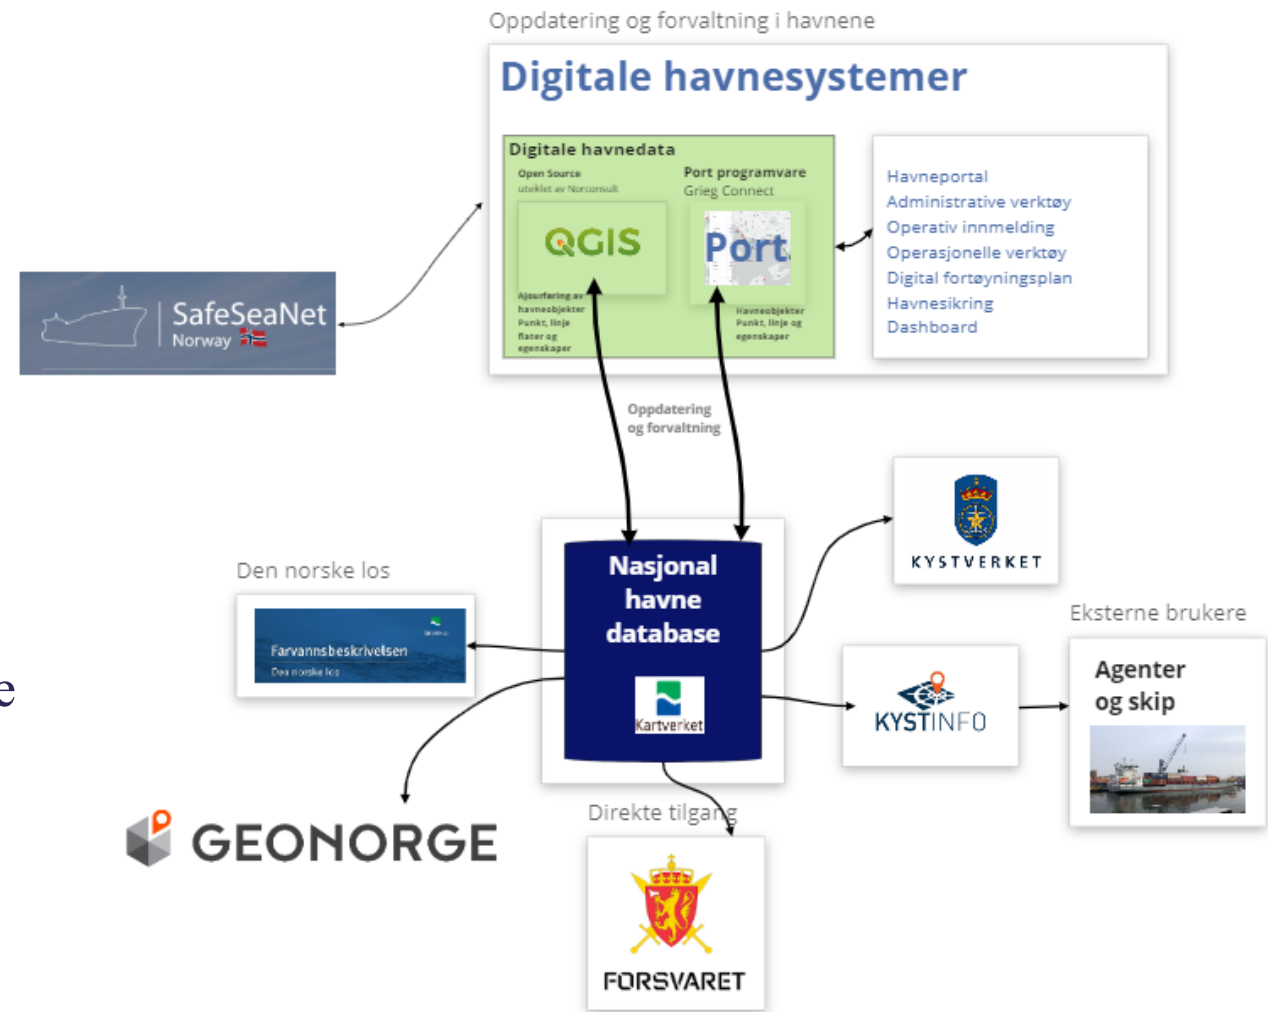 Oppdatering og forvaltning i havnene
Digitale havnesystemer
Digitale havnedata
Open Source
utviklet av Norconsult
QGIS
Ajourføring av
havneobjekter
Punkt, linje
flater og
egenskaper
Port programvare
Grieg Connect
Port
Havneobjekter
Punkt, linje og
egenskaper
Havneportal
Administrative verktøy
Operativ innmelding
Operasjonelle verktøy
Digital fortøyningsplan
Havnesikring
Dashboard
SafeSeaNet
Norway
Oppdatering
og forvaltning
Nasjonal
havne
database
Kartverket
KYSTVERKET
Den norske los
Farvannsbeskrivelsen
Den norske los
e
KYSTINFO
Eksterne brukere
Agenter
og skip
GEONORGE
Direkte tilgang
FORSVARET